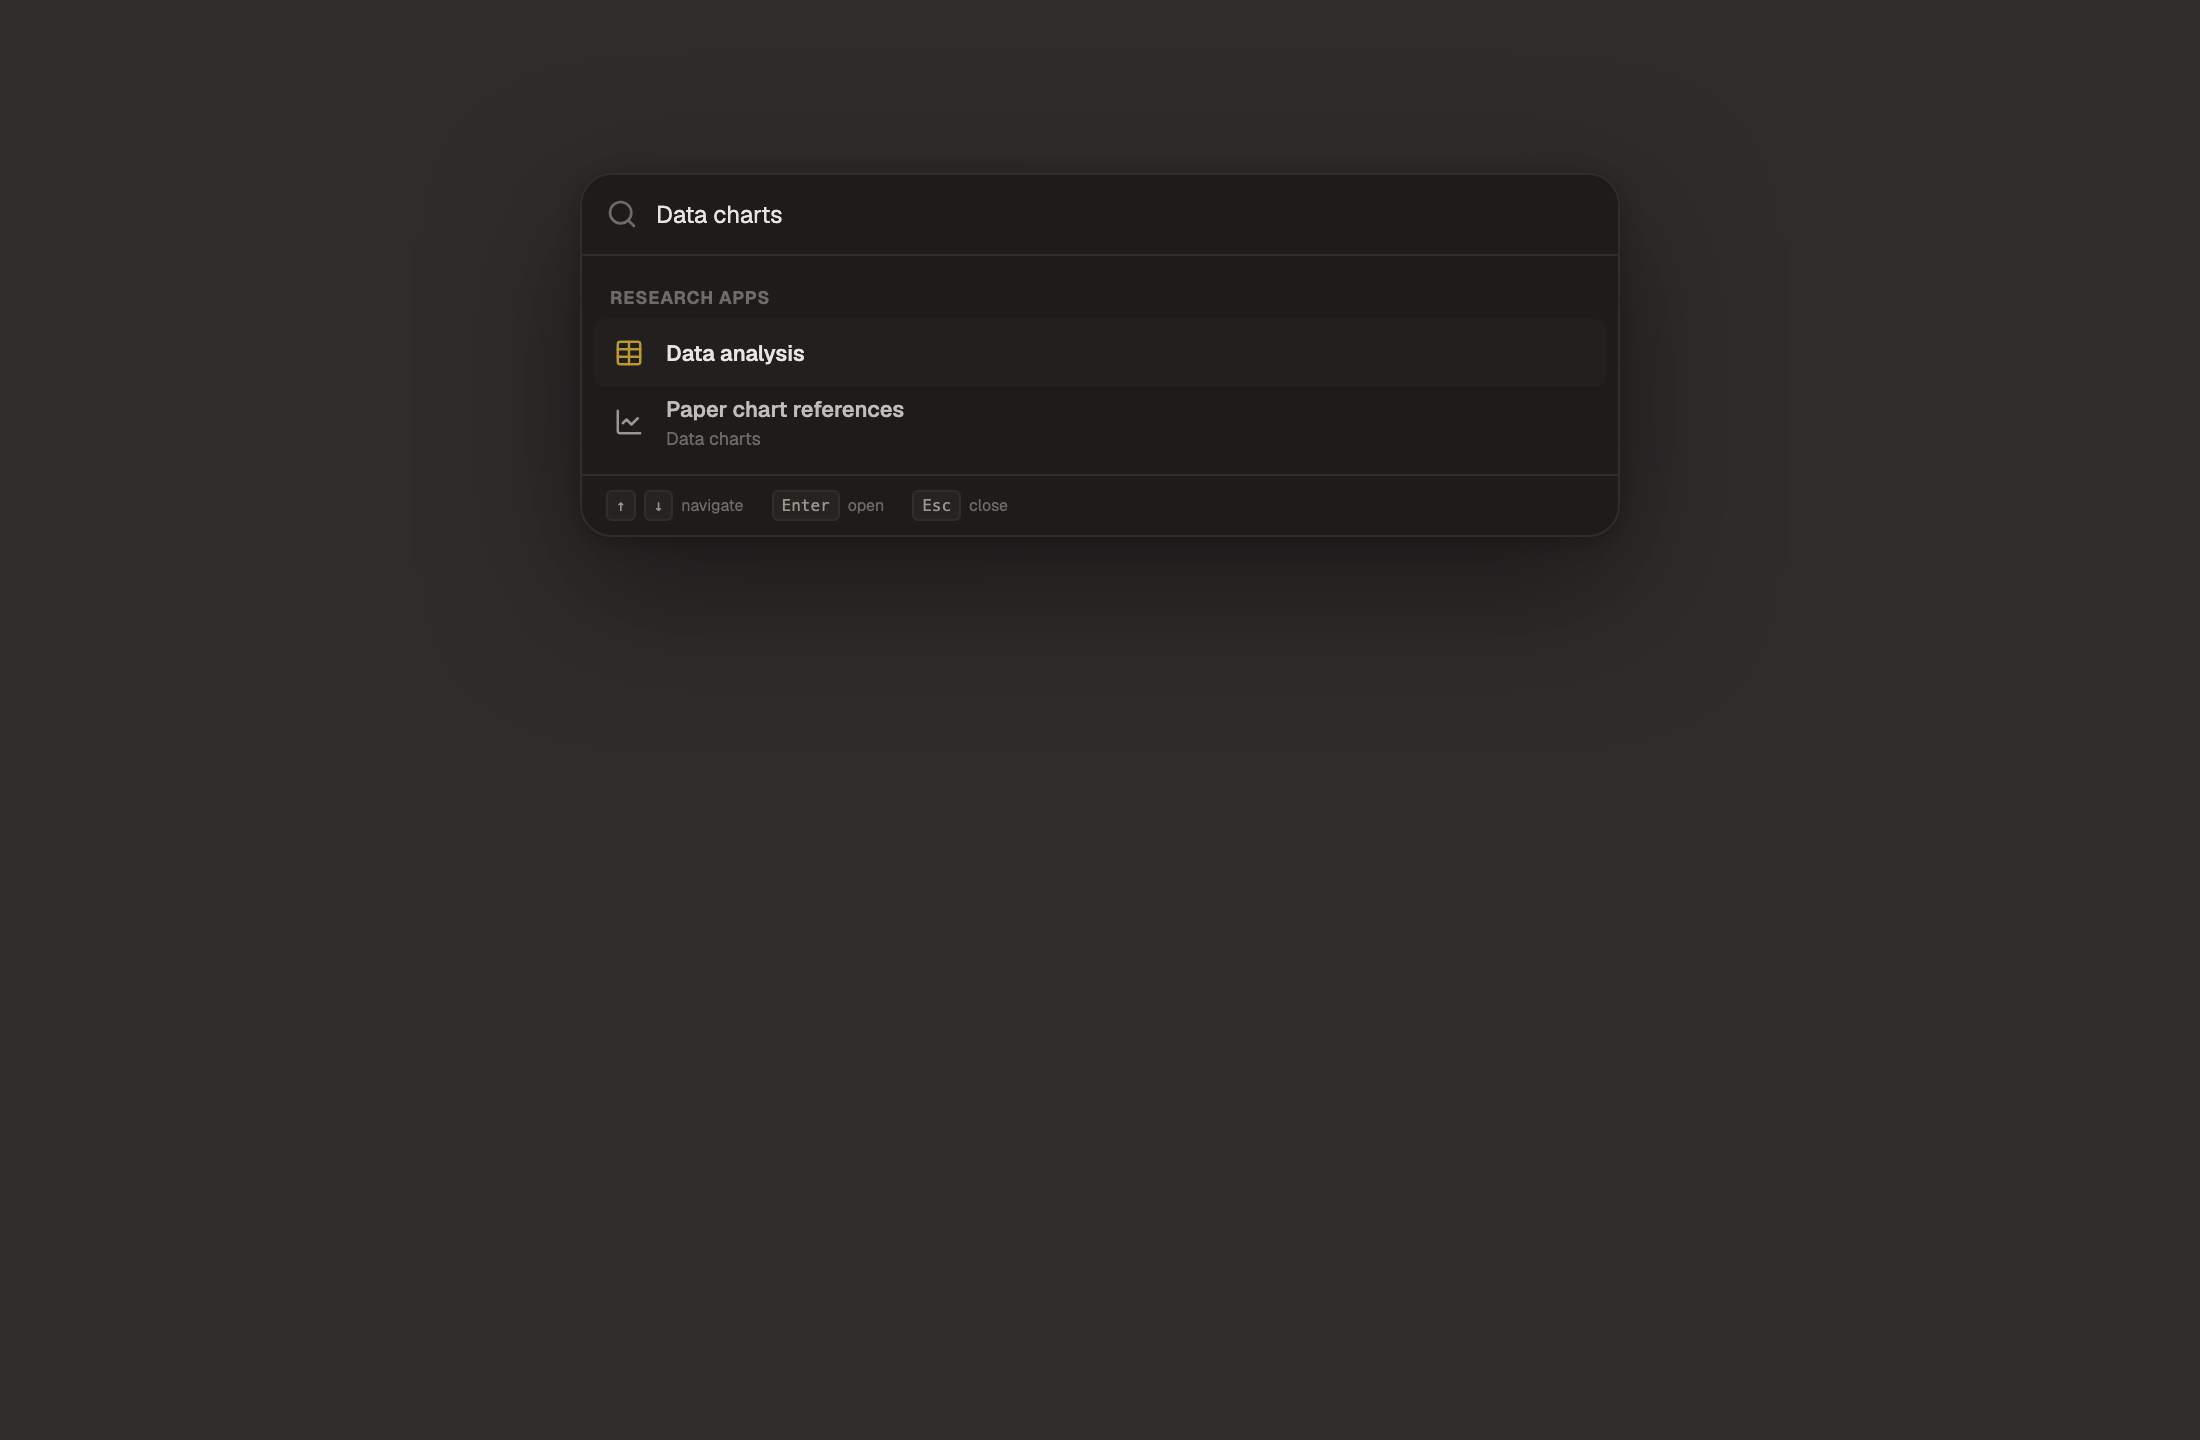 Data charts
RESEARCH APPS
Data analysis
Paper chart references
Data charts
↑ ↓ navigate Enter open Esc close